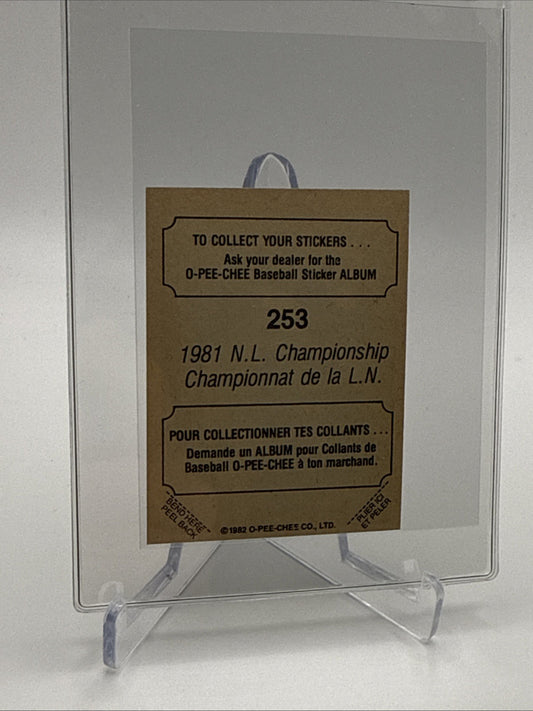 TO COLLECT YOUR STICKERS . . .
Ask your dealer for the
O-PEE-CHEE Baseball Sticker ALBUM
253
1981 N.L. Championship
Championnat de la L.N.
POUR COLLECTIONNER TES COLLANTS . . .
Demande un ALBUM pour Collants de
Baseball O-PEE-CHEE à ton marchand.
BEND HERE
PEEL BACK
©1982 O-PEE-CHEE CO., LTD.
PLIER ICI
ET PELER